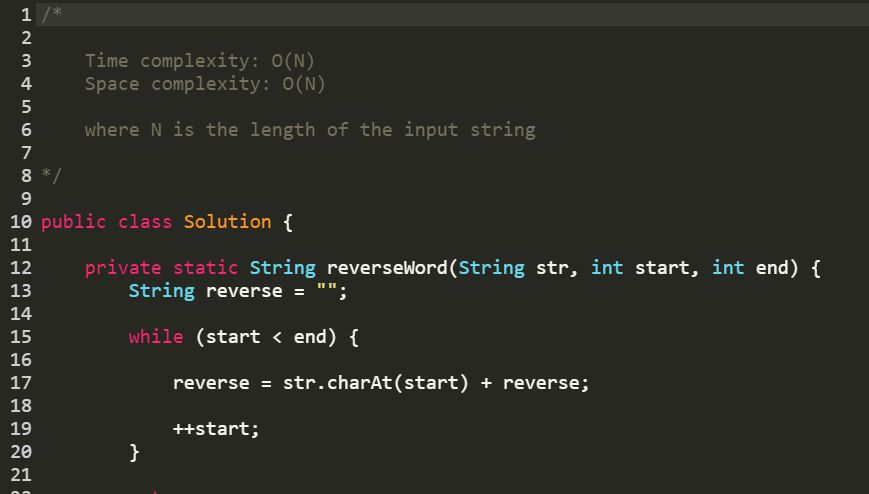 1 /*
2
3     Time complexity: O(N)
4     Space complexity: O(N)
5
6     where N is the length of the input string
7
8 */
9
10 public class Solution {
11
12     private static String reverseWord(String str, int start, int end) {
13         String reverse = "";
14
15         while (start < end) {
16
17             reverse = str.charAt(start) + reverse;
18
19             ++start;
20         }
21